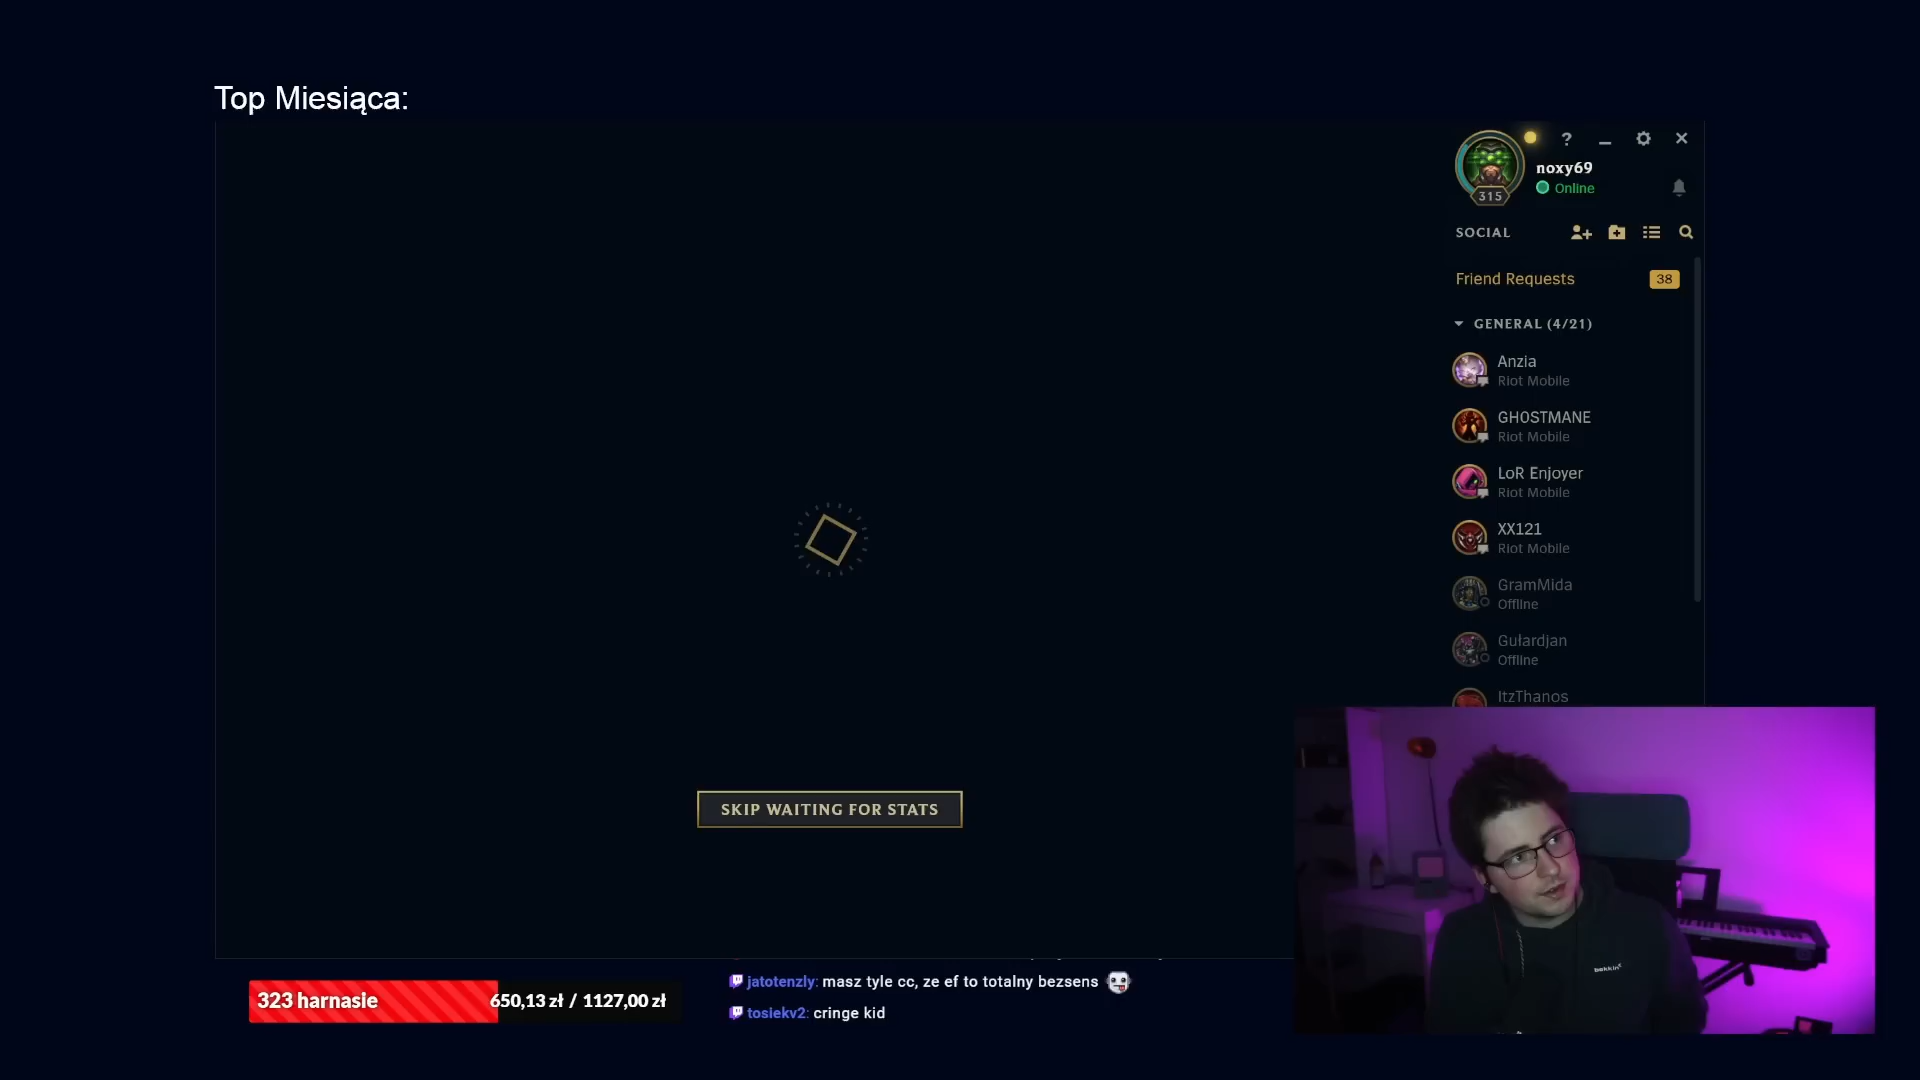 Top Miesiąca:
?
noxy69
Online
315
SOCIAL
Friend Requests
38
GENERAL (4/21)
Anzia
Riot Mobile
GH0STMANE
Riot Mobile
LoR Enjoyer
Riot Mobile
XX121
Riot Mobile
GramMida
Offline
Gulardjan
Offline
ItzThanos
SKIP WAITING FOR STATS
323 harnasie 650,13 zł / 1127,00 zł
jatotenzly: masz tyle cc, ze ef to totalny bezsens
tosiekv2: cringe kid